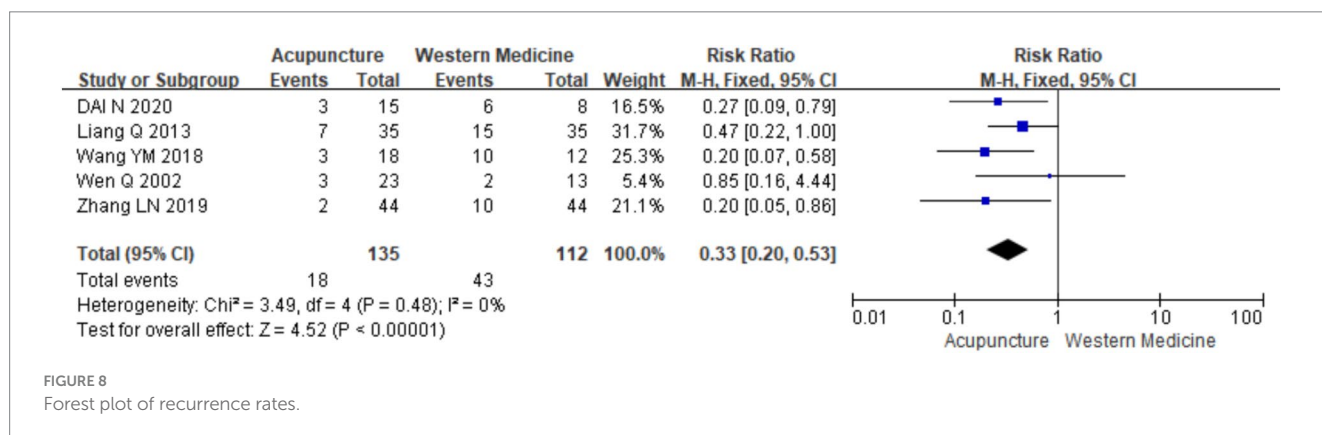 Acupuncture Western Medicine Risk Ratio Risk Ratio
Study or Subgroup Events Total Events Total Weight M-H, Fixed, 95% CI M-H, Fixed, 95% CI
DAI N 2020 3 15 6 8 16.5% 0.27 [0.09, 0.79]
Liang Q 2013 7 35 15 35 31.7% 0.47 [0.22, 1.00]
Wang YM 2018 3 18 10 12 25.3% 0.20 [0.07, 0.58]
Wen Q 2002 3 23 2 13 5.4% 0.85 [0.16, 4.44]
Zhang LN 2019 2 44 10 44 21.1% 0.20 [0.05, 0.86]
Total (95% CI) 135 112 100.0% 0.33 [0.20, 0.53]
Total events 18 43
Heterogeneity: Chi² = 3.49, df = 4 (P = 0.48); I² = 0%
Test for overall effect: Z = 4.52 (P < 0.00001)
0.01 0.1 1 10 100
Acupuncture Western Medicine
FIGURE 8
Forest plot of recurrence rates.